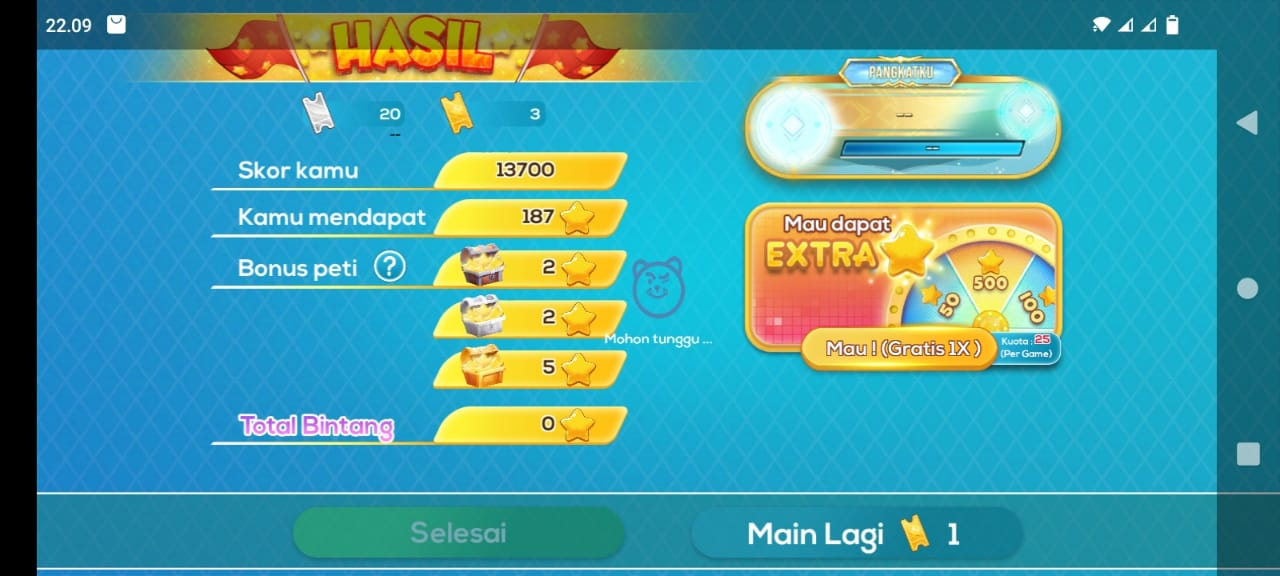 22.09
HASIL
20
3
--
Skor kamu
13700
Kamu mendapat
187
Bonus peti ?
2
2
5
Total Bintang
0
Mohon tunggu ...
PANGKATKU
--
--
Mau dapat
EXTRA
50
500
100
Mau ! (Gratis 1X )
Kuota : 25
(Per Game)
Selesai
Main Lagi 1